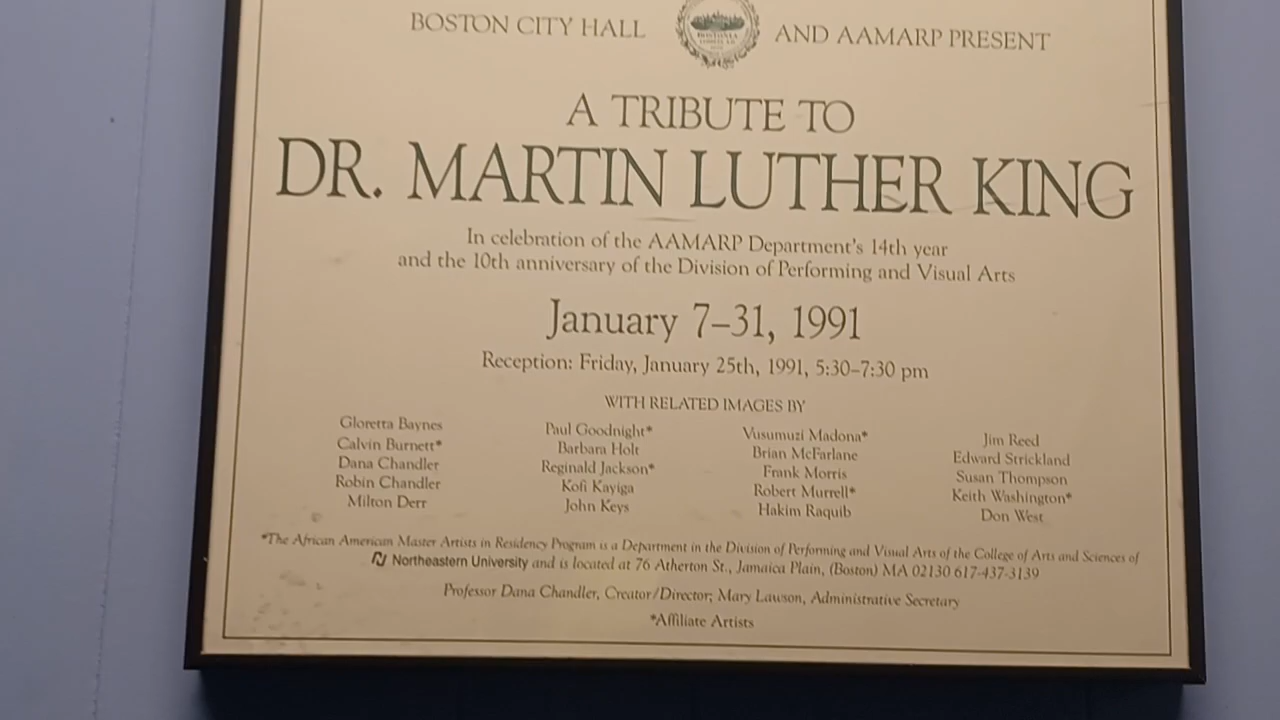 BOSTON CITY HALL AND AAMARP PRESENT
A TRIBUTE TO
DR. MARTIN LUTHER KING
In celebration of the AAMARP Department's 14th year
and the 10th anniversary of the Division of Performing and Visual Arts
January 7–31, 1991
Reception: Friday, January 25th, 1991, 5:30–7:30 pm
WITH RELATED IMAGES BY
Gloretta Baynes
Calvin Burnett*
Dana Chandler
Robin Chandler
Milton Derr
Paul Goodnight*
Barbara Holt
Reginald Jackson*
Kofi Kayiga
John Keys
Vusumuzi Madona*
Brian McFarlane
Frank Morris
Robert Murrell*
Hakim Raquib
Jim Reed
Edward Strickland
Susan Thompson
Keith Washington*
Don West
*The African American Master Artists in Residency Program is a Department in the Division of Performing and Visual Arts of the College of Arts and Sciences of
Northeastern University and is located at 76 Atherton St., Jamaica Plain, (Boston) MA 02130 617-437-3139
Professor Dana Chandler, Creator/Director; Mary Lawson, Administrative Secretary
*Affiliate Artists